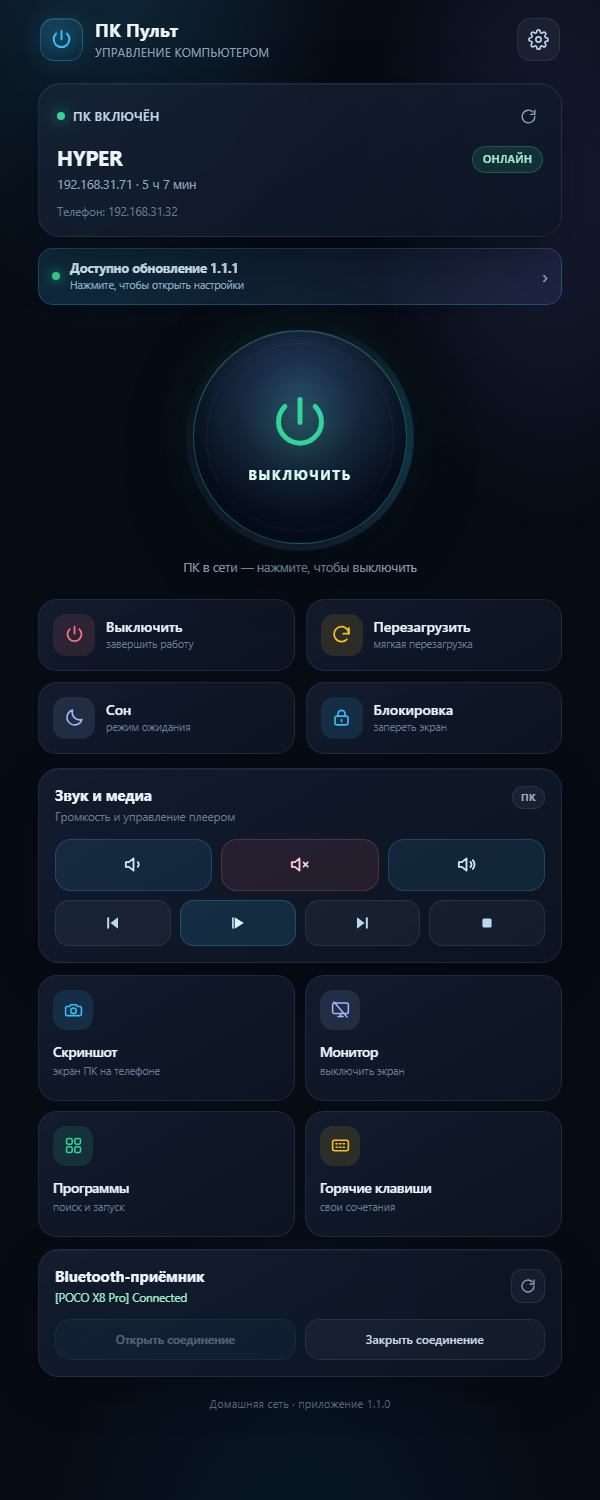 ПК Пульт
УПРАВЛЕНИЕ КОМПЬЮТЕРОМ
ПК ВКЛЮЧЁН
HYPER
ОНЛАЙН
192.168.31.71 · 5 ч 7 мин
Телефон: 192.168.31.32
Доступно обновление 1.1.1
Нажмите, чтобы открыть настройки
ВЫКЛЮЧИТЬ
ПК в сети — нажмите, чтобы выключить
Выключить
завершить работу
Перезагрузить
мягкая перезагрузка
Сон
режим ожидания
Блокировка
запереть экран
Звук и медиа
ПК
Громкость и управление плеером
Скриншот
экран ПК на телефоне
Монитор
выключить экран
Программы
поиск и запуск
Горячие клавиши
свои сочетания
Bluetooth-приёмник
[POCO X8 Pro] Connected
Открыть соединение
Закрыть соединение
Домашняя сеть · приложение 1.1.0